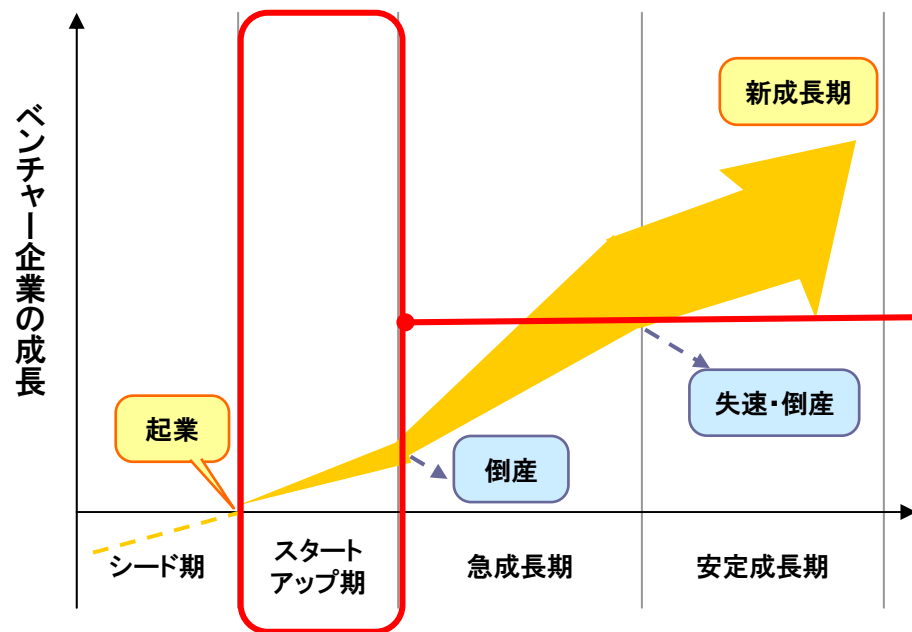 ベンチャー企業の成長
新成長期
失速・倒産
起業
倒産
シード期
スタート
アップ期
急成長期
安定成長期